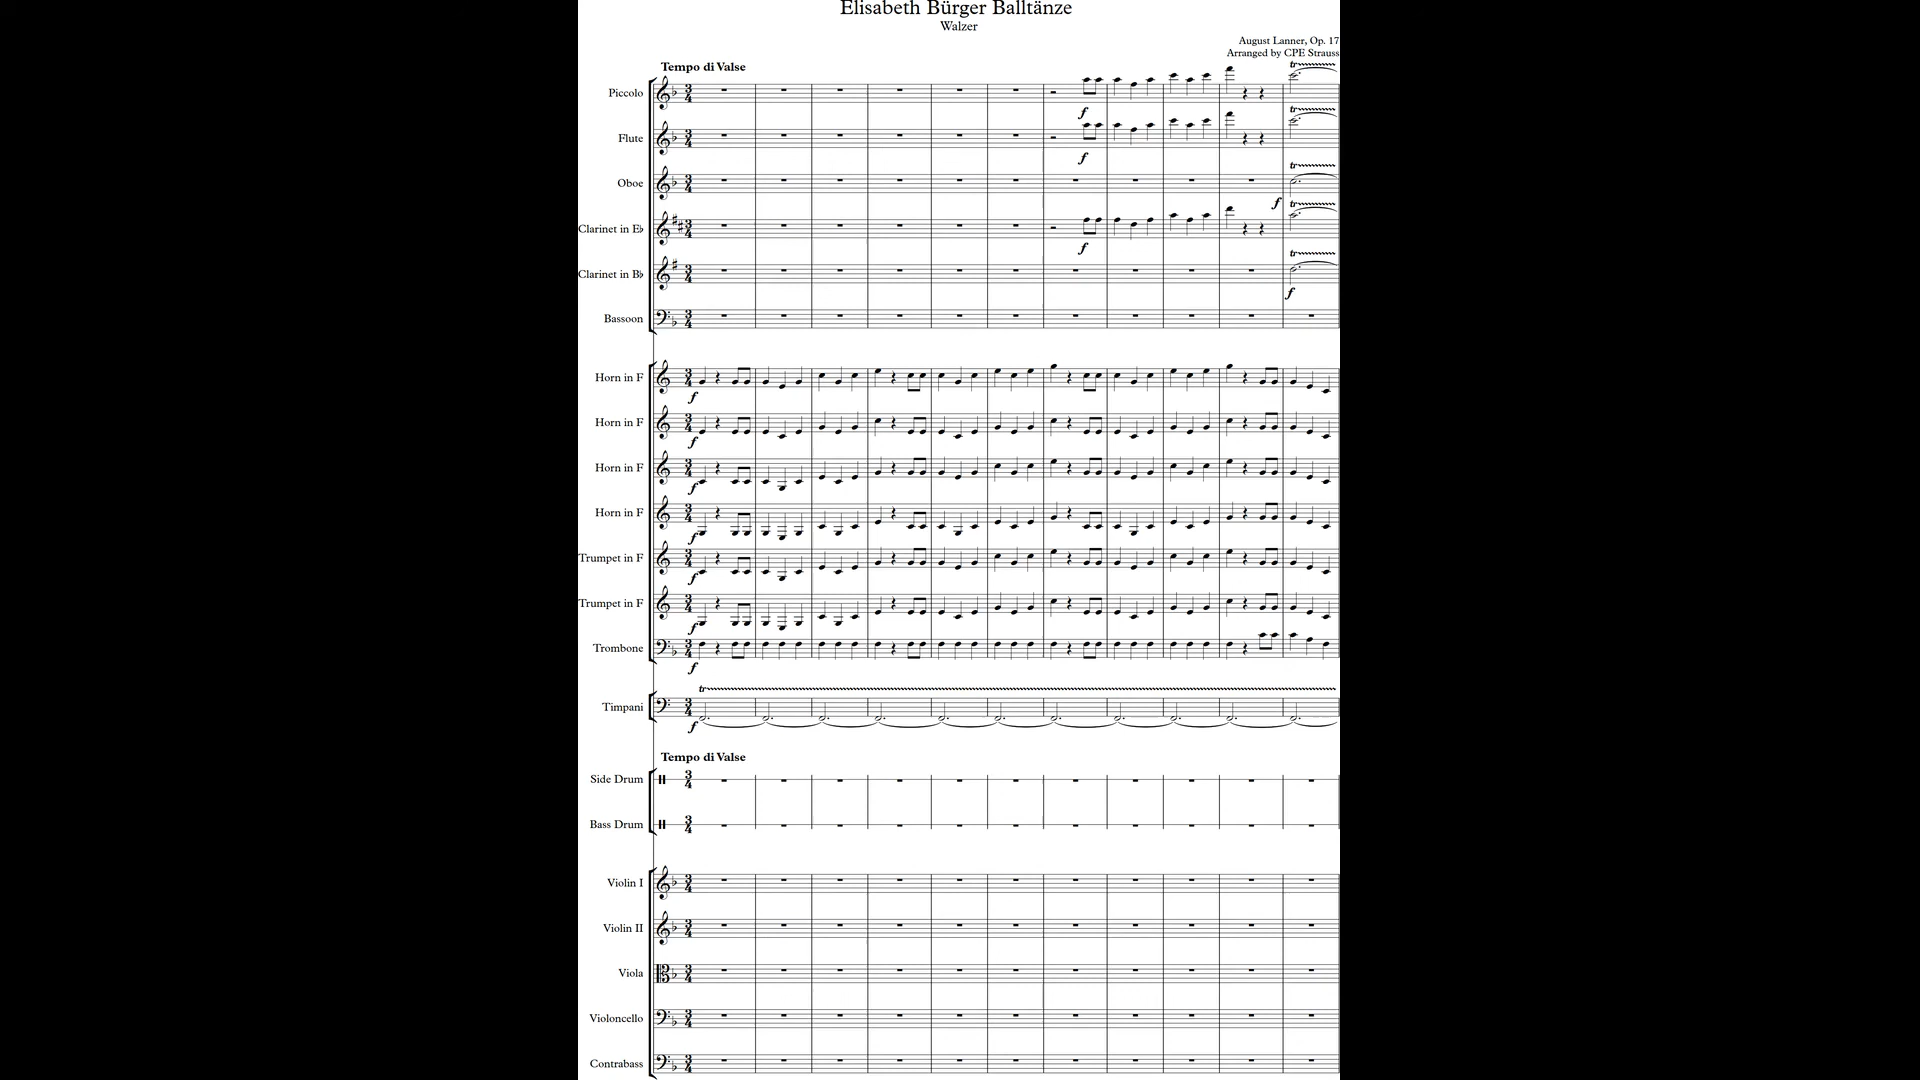 Elisabeth Bürger Balltänze
Walzer
August Lanner, Op. 17
Arranged by CPE Strauss
Tempo di Valse
Piccolo
Flute
Oboe
Clarinet in E♭
Clarinet in B♭
Bassoon
Horn in F
Horn in F
Horn in F
Horn in F
Trumpet in F
Trumpet in F
Trombone
Timpani
Tempo di Valse
Side Drum
Bass Drum
Violin I
Violin II
Viola
Violoncello
Contrabass